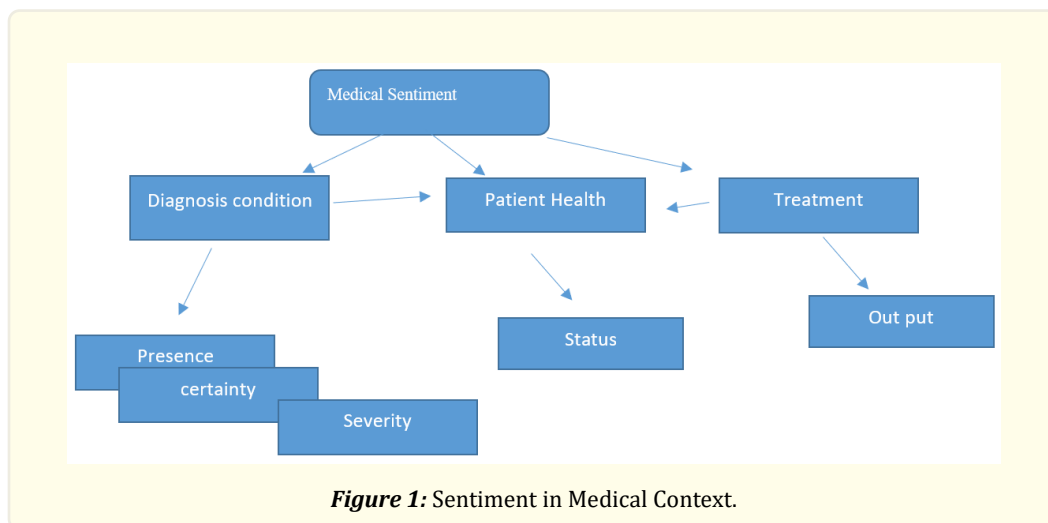 Medical Sentiment
Diagnosis condition
Patient Health
Treatment
Out put
Status
Presence
certainty
Severity
Figure 1: Sentiment in Medical Context.